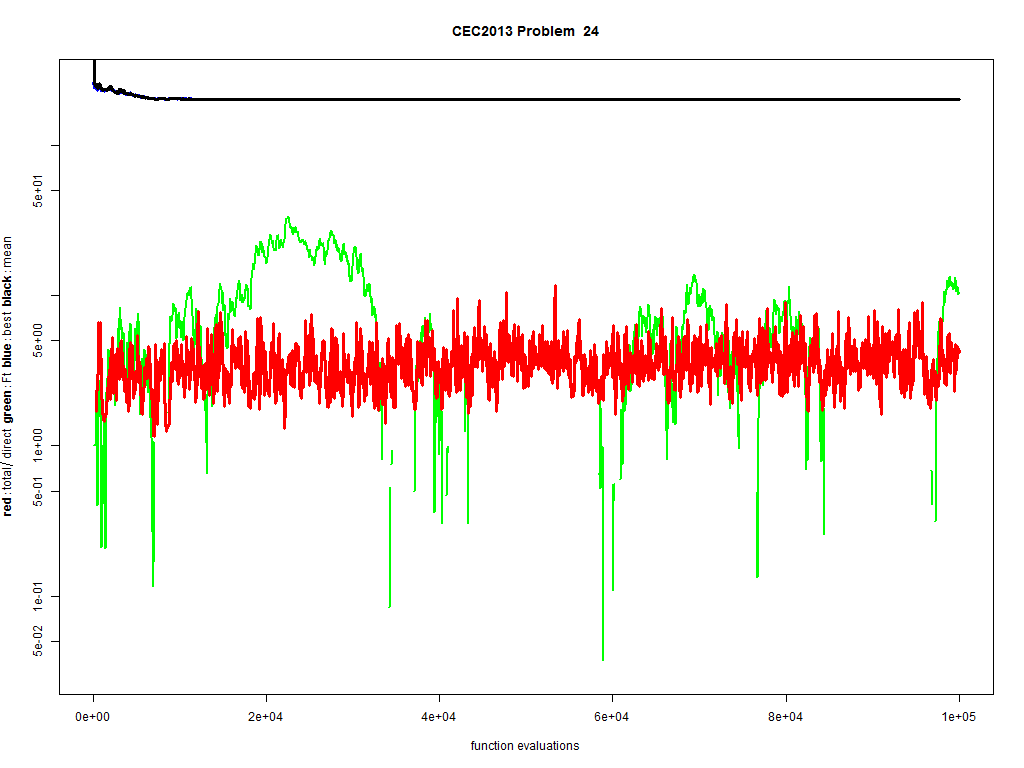 CEC2013 Problem 24
red : total/ direct green : Ft blue : best black : mean
5e+01
5e+00
1e+00
5e-01
1e-01
5e-02
0e+00 2e+04 4e+04 6e+04 8e+04 1e+05
function evaluations